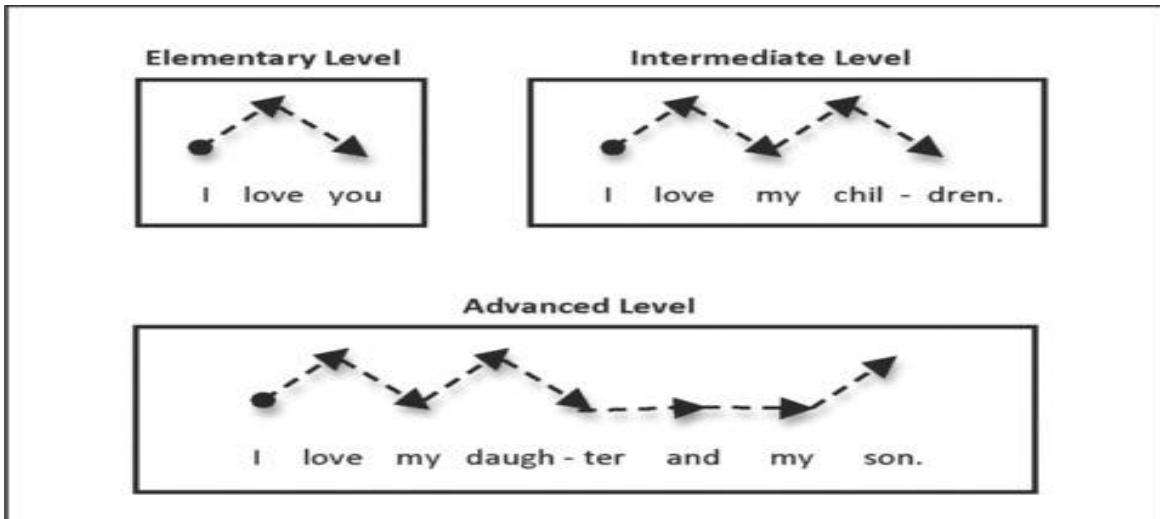 Elementary Level
I love you
Intermediate Level
I love my chil - dren.
Advanced Level
I love my daugh - ter and my son.